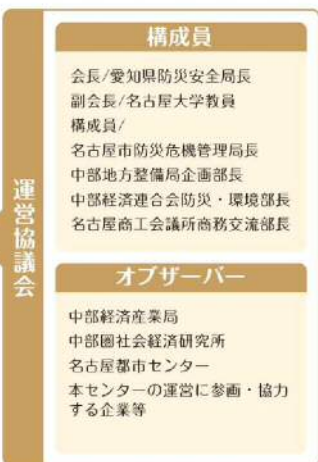 運営協議会
構成員
会長/愛知県防災安全局長
副会長/名古屋大学教員
構成員/
名古屋市防災危機管理局長
中部地方整備局企画部長
中部経済連合会防災・環境部長
名古屋商工会議所商務交流部長
オブザーバー
中部経済産業局
中部圏社会経済研究所
名古屋都市センター
本センターの運営に参画・協力
する企業等